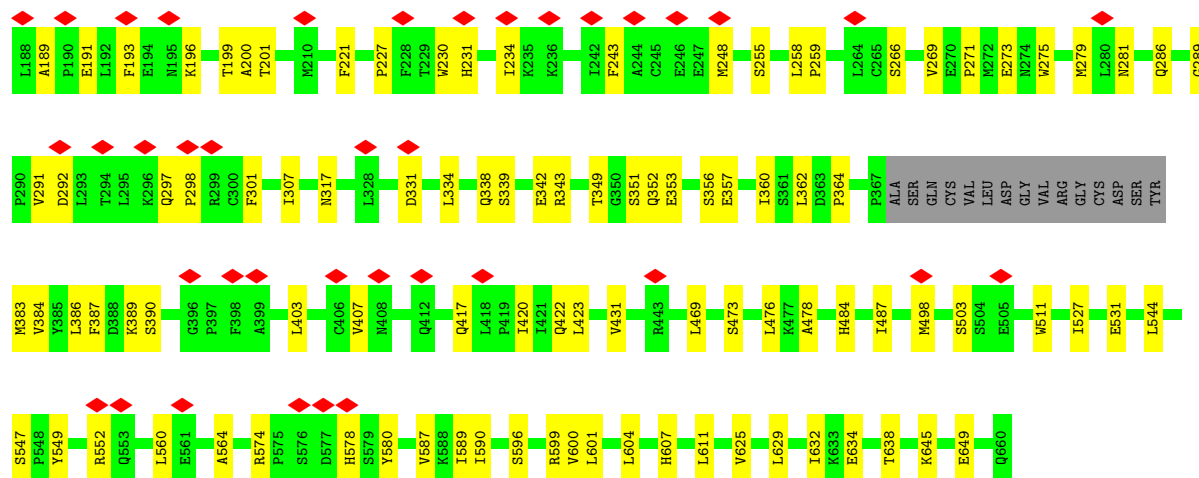 L188 A189 P190 E191 L192 F193 E194 N195 K196 T199 A200 T201 M210 F221 P227 F228 T229 W230 H231 I234 K235 K236 I242 F243 A244 C245 E246 E247 M248 S255 L258 P259 L264 C265 S266 V269 E270 P271 M272 E273 N274 W275 M279 L280 N281 Q286
P290 V291 D292 L293 T294 L295 K296 Q297 P298 R299 C300 F301 I307 N317 L328 D331 L334 Q338 S339 E342 R343 T349 G350 S351 Q352 E353 S356 E357 I360 S361 L362 D363 P364 P367 ALA SER GLN CYS VAL LEU ASP GLY VAL ARG GLY CYS ASP SER TYR
M383 V384 Y385 L386 F387 D388 K389 S390 G396 P397 F398 A399 L403 C406 V407 N408 Q412 Q417 L418 P419 I420 I421 Q422 L423 V431 R443 L469 S473 L476 K477 A478 H484 I487 M498 S503 S504 E505 W511 I527 E531 L544
S547 P548 Y549 R552 Q553 L560 E561 A564 R574 P575 S576 D577 H578 S579 Y580 V587 K588 I589 I590 S596 R599 V600 L601 L604 H607 L611 V625 L629 I632 K633 E634 T638 K645 E649 Q660